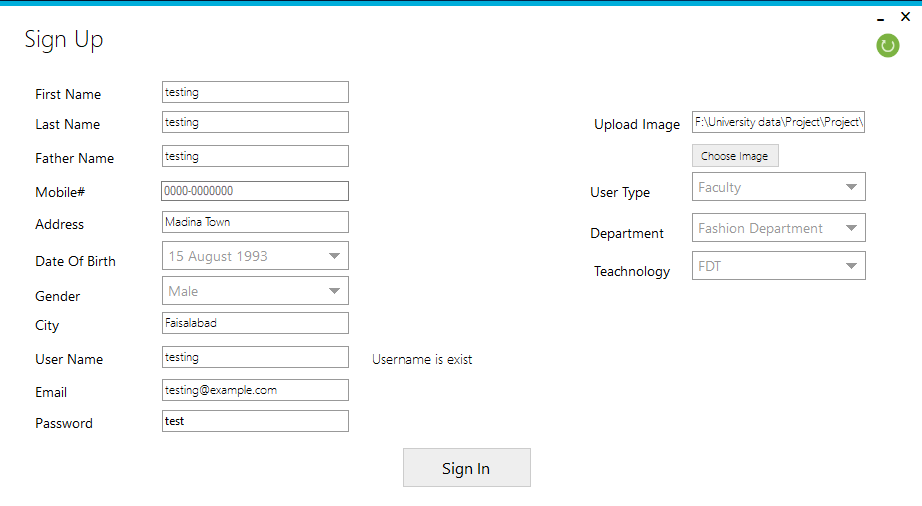 Sign Up
First Name testing
Last Name testing
Upload Image F:\University data\Project\Project\
Father Name testing
Choose Image
Mobile# 0000-0000000
User Type Faculty
Address Madina Town
Department Fashion Department
Date Of Birth 15 August 1993
Teachnology FDT
Gender Male
City Faisalabad
User Name testing Username is exist
Email testing@example.com
Password test
Sign In